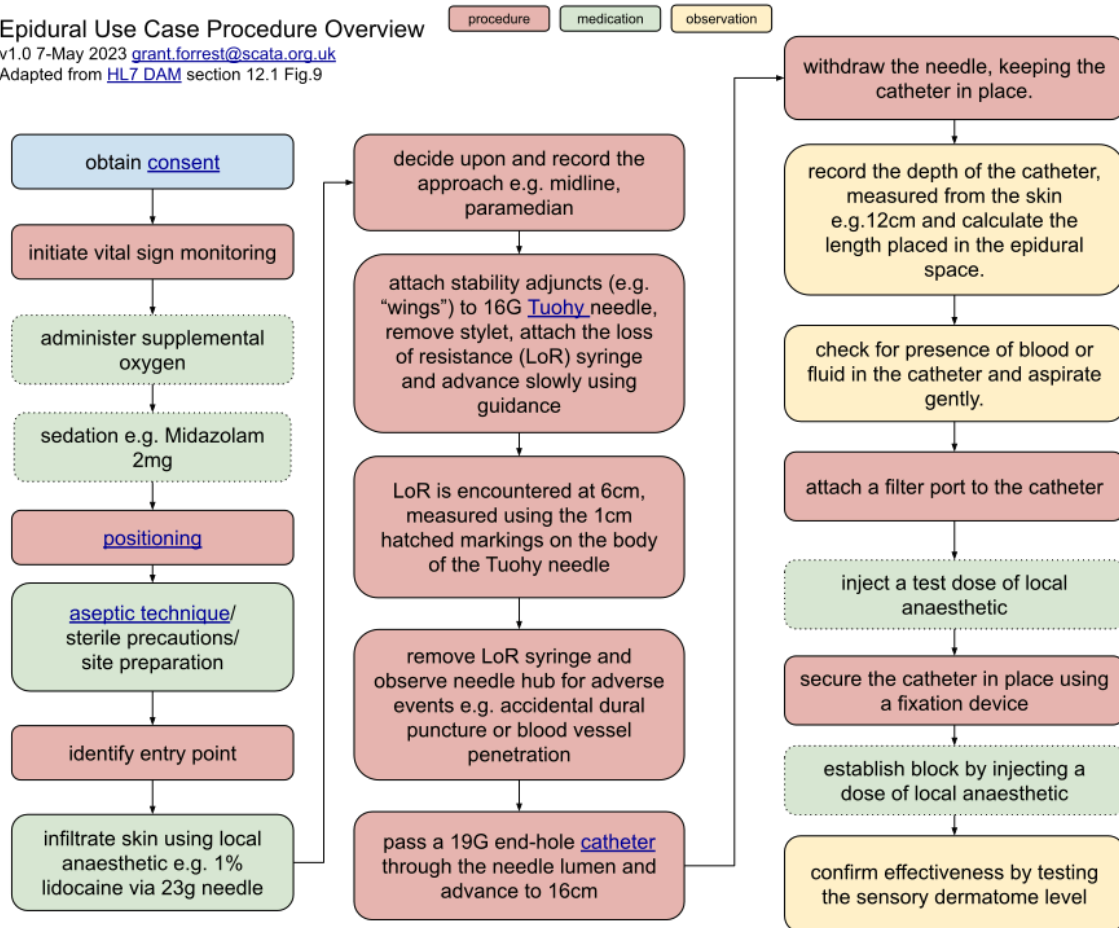 Epidural Use Case Procedure Overview
v1.0 7-May 2023 grant.forrest@scata.org.uk
Adapted from HL7 DAM section 12.1 Fig.9
procedure
medication
observation
obtain consent
initiate vital sign monitoring
administer supplemental
oxygen
sedation e.g. Midazolam
2mg
positioning
aseptic technique/
sterile precautions/
site preparation
identify entry point
infiltrate skin using local
anaesthetic e.g. 1%
lidocaine via 23g needle
decide upon and record the
approach e.g. midline,
paramedian
attach stability adjuncts (e.g.
“wings”) to 16G Tuohy needle,
remove stylet, attach the loss
of resistance (LoR) syringe
and advance slowly using
guidance
LoR is encountered at 6cm,
measured using the 1cm
hatched markings on the body
of the Tuohy needle
remove LoR syringe and
observe needle hub for adverse
events e.g. accidental dural
puncture or blood vessel
penetration
pass a 19G end-hole catheter
through the needle lumen and
advance to 16cm
withdraw the needle, keeping the
catheter in place.
record the depth of the catheter,
measured from the skin
e.g.12cm and calculate the
length placed in the epidural
space.
check for presence of blood or
fluid in the catheter and aspirate
gently.
attach a filter port to the catheter
inject a test dose of local
anaesthetic
secure the catheter in place using
a fixation device
establish block by injecting a
dose of local anaesthetic
confirm effectiveness by testing
the sensory dermatome level